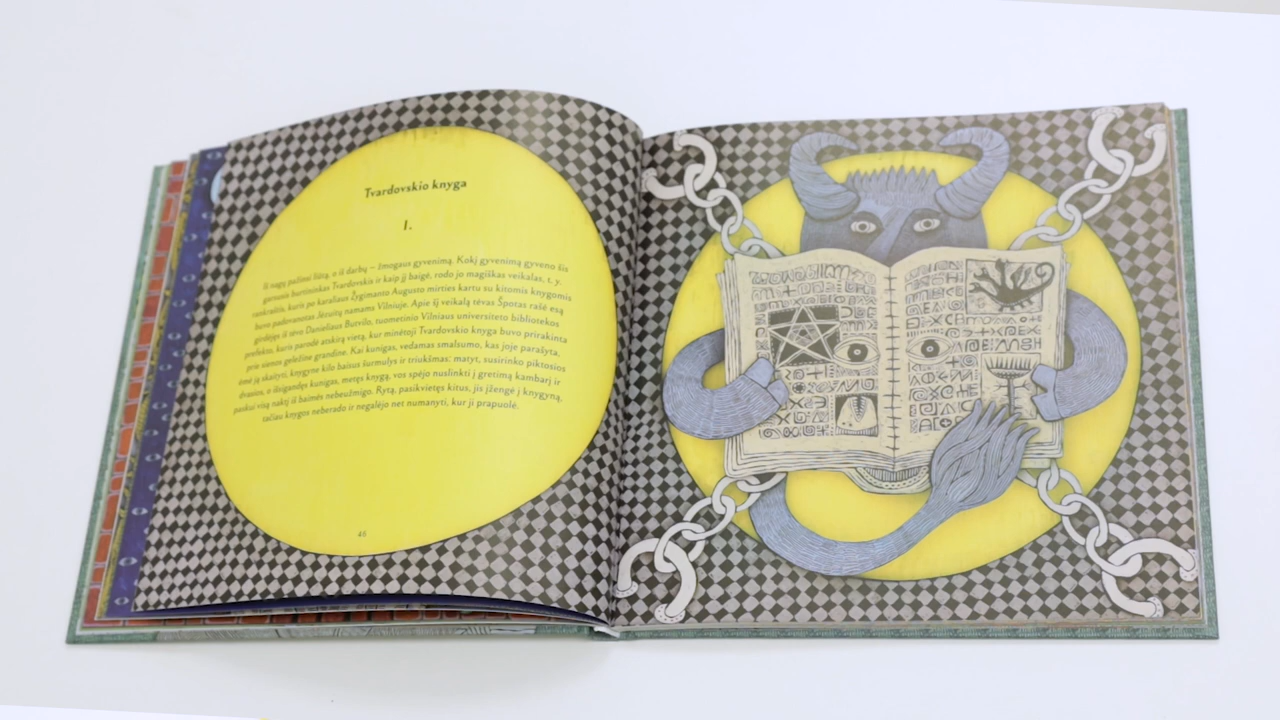 Tvardovskio knyga
I.
Iš nagų pažinsi liūtą, o iš darbų – žmogaus gyvenimą. Kokį gyvenimą gyveno šis
garsusis burtininkas Tvardovskis ir kaip jį baigė, rodo jo magiškas veikalas, t. y.
rankraštis, kuris po karaliaus Žygimanto Augusto mirties kartu su kitomis knygomis
buvo padovanotas Jėzuitų namams Vilniuje. Apie šį veikalą tėvas Špotas rašė esą
girdėjęs iš tėvo Danieliaus Butvilo, tuometinio Vilniaus universiteto bibliotekos
prefekto, kuris parodė atskirą vietą, kur minėtoji Tvardovskio knyga buvo prirakinta
prie sienos geležine grandine. Kai kunigas, vedamas smalsumo, kas joje parašyta,
ėmė ją skaityti, knygyne kilo baisus šurmulys ir triukšmas: matyt, susirinko piktosios
dvasios, o išsigandęs kunigas, metęs knygą, vos spėjo nuslinkti į gretimą kambarį ir
paskui visą naktį iš baimės nebeužmigo. Rytą, pasikvietęs kitus, jis įžengė į knygyną,
tačiau knygos neberado ir negalėjo net numanyti, kur ji prapuolė.
46